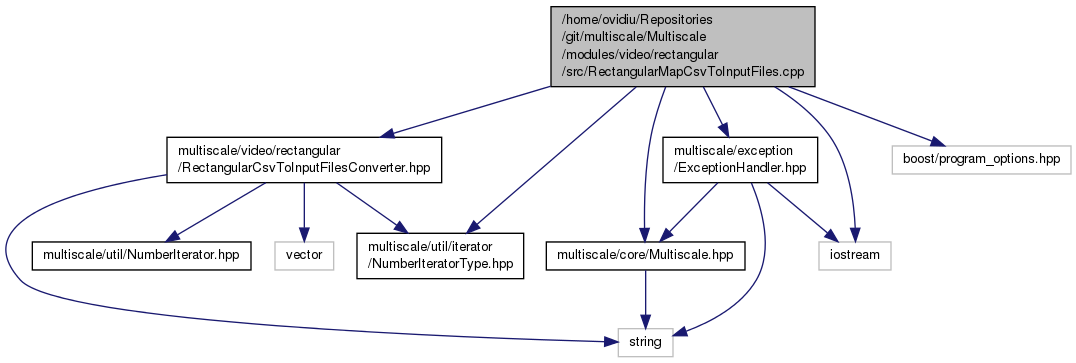 /home/ovidiu/Repositories
/git/multiscale/Multiscale
/modules/video/rectangular
/src/RectangularMapCsvToInputFiles.cpp
multiscale/video/rectangular
/RectangularCsvToInputFilesConverter.hpp
multiscale/exception
/ExceptionHandler.hpp
boost/program_options.hpp
multiscale/util/NumberIterator.hpp
vector
multiscale/util/iterator
/NumberIteratorType.hpp
multiscale/core/Multiscale.hpp
iostream
string